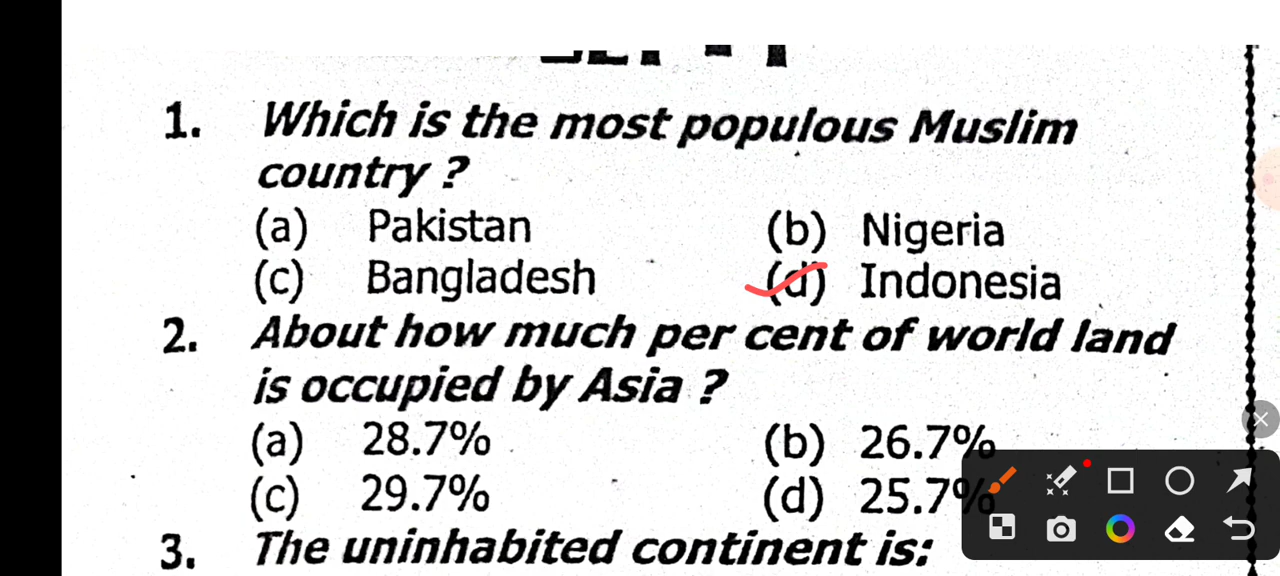 1. Which is the most populous Muslim
country ?
(a) Pakistan (b) Nigeria
(c) Bangladesh (d) Indonesia
2. About how much per cent of world land
is occupied by Asia ?
(a) 28.7% (b) 26.7%
(c) 29.7% (d) 25.7%
3. The uninhabited continent is: